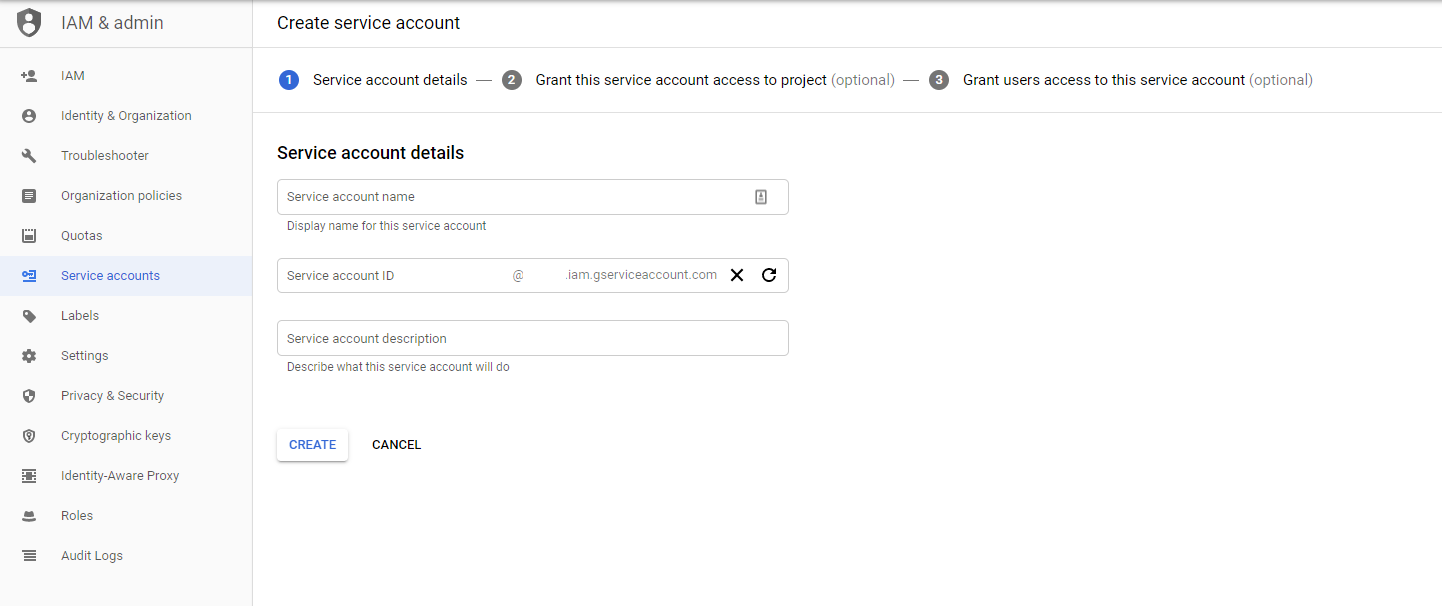 IAM & admin
Create service account
IAM
Identity & Organization
Troubleshooter
Organization policies
Quotas
Service accounts
Labels
Settings
Privacy & Security
Cryptographic keys
Identity-Aware Proxy
Roles
Audit Logs
1 Service account details — 2 Grant this service account access to project (optional) — 3 Grant users access to this service account (optional)
Service account details
Service account name
Display name for this service account
Service account ID @ .iam.gserviceaccount.com
Service account description
Describe what this service account will do
CREATE CANCEL